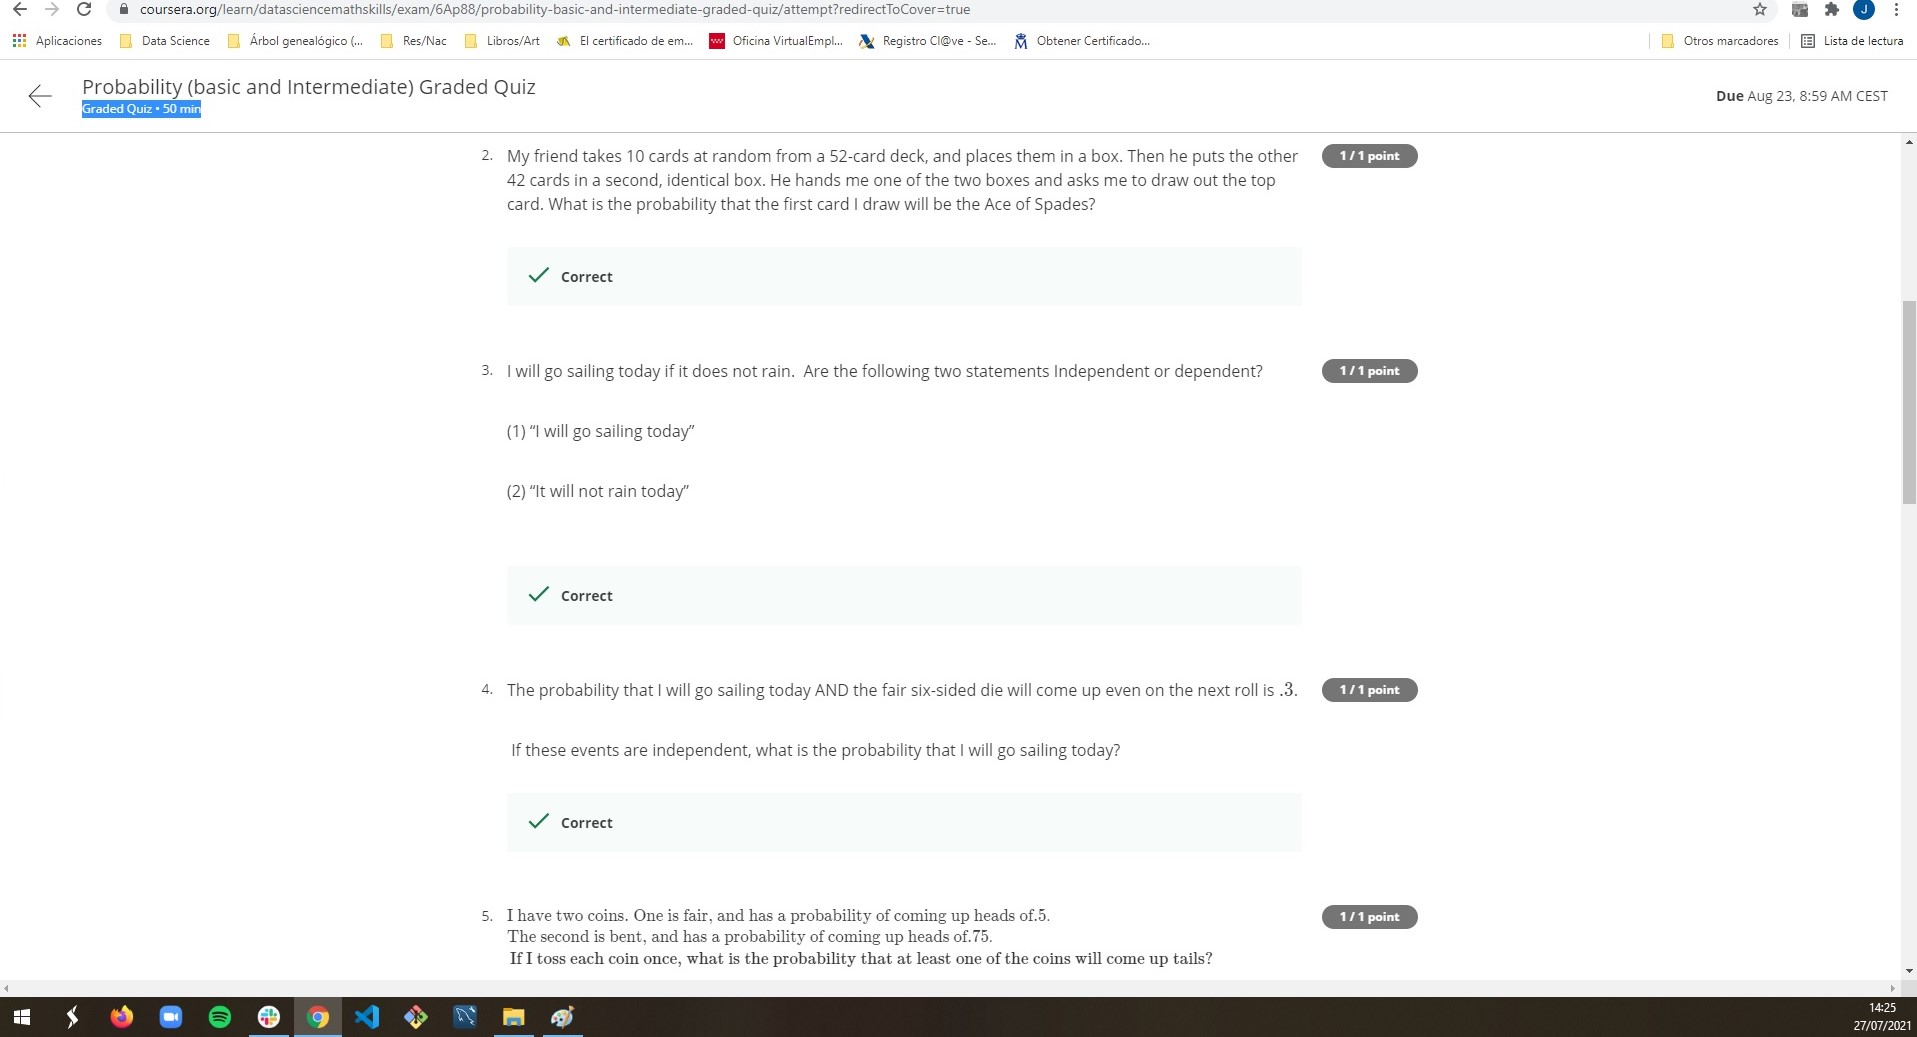 coursera.org/learn/datasciencemathskills/exam/6Ap88/probability-basic-and-intermediate-graded-quiz/attempt?redirectToCover=true
J
Aplicaciones Data Science Árbol genealógico (... Res/Nac Libros/Art El certificado de em... Oficina VirtualEmpl... Registro Cl@ve - Se... Obtener Certificado... Otros marcadores Lista de lectura
Probability (basic and Intermediate) Graded Quiz
Graded Quiz • 50 min
Due Aug 23, 8:59 AM CEST
2. My friend takes 10 cards at random from a 52-card deck, and places them in a box. Then he puts the other 1 / 1 point
42 cards in a second, identical box. He hands me one of the two boxes and asks me to draw out the top
card. What is the probability that the first card I draw will be the Ace of Spades?
Correct
3. I will go sailing today if it does not rain. Are the following two statements Independent or dependent? 1 / 1 point
(1) “I will go sailing today”
(2) “It will not rain today”
Correct
4. The probability that I will go sailing today AND the fair six-sided die will come up even on the next roll is .3. 1 / 1 point
If these events are independent, what is the probability that I will go sailing today?
Correct
5. I have two coins. One is fair, and has a probability of coming up heads of.5. 1 / 1 point
The second is bent, and has a probability of coming up heads of.75.
If I toss each coin once, what is the probability that at least one of the coins will come up tails?
14:25
27/07/2021